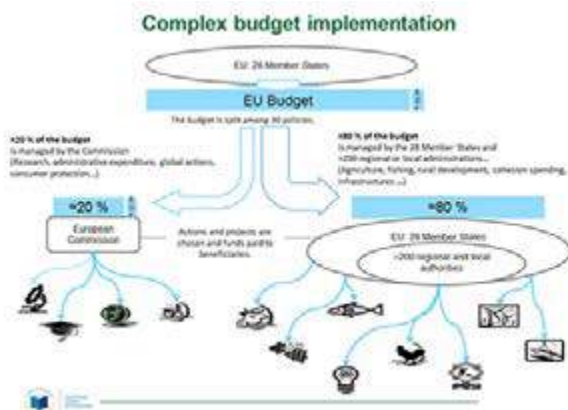 Complex budget implementation
EU: 28 Member States
EU Budget
The budget is split among 30 policies.
≈20 % of the budget
is managed by the Commission
(Research, administrative expenditure, global actions,
consumer protection...)
≈80 % of the budget
is managed by the 28 Member States and
≈200 regional or local administrations...
(Agriculture, fishing, rural development, cohesion spending,
infrastructures ...)
≈20 %
≈80 %
European
Commission
Actions and projects are
chosen and funds paid to
beneficiaries.
EU: 28 Member States
≈200 regional and local
authorities